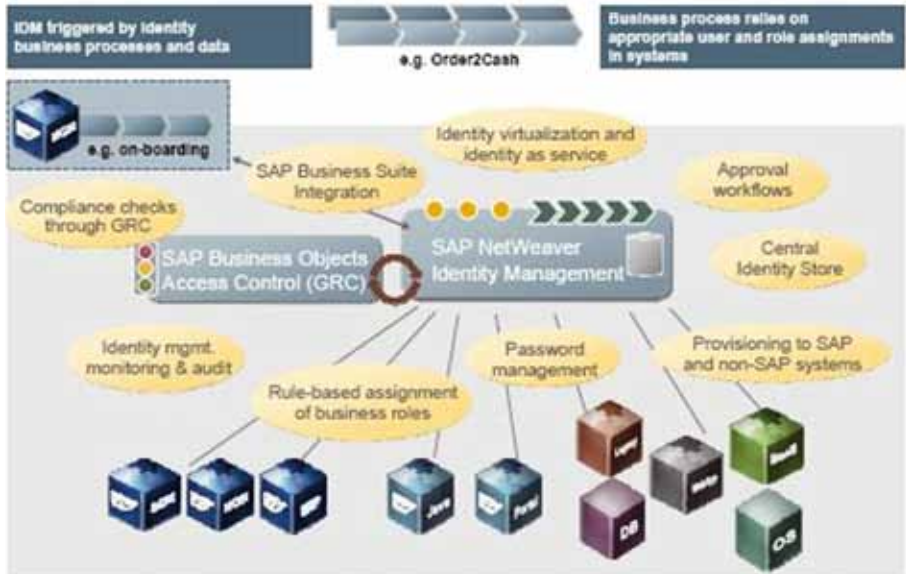 IDM triggered by identity
business processes and data
e.g. Order2Cash
Business process relies on
appropriate user and role assignments
in systems
HCM
e.g. on-boarding
Identity virtualization and
identity as service
SAP Business Suite
Integration
Approval
workflows
Compliance checks
through GRC
SAP Business Objects
Access Control (GRC)
SAP NetWeaver
Identity Management
Central
Identity Store
Identity mgmt.
monitoring & audit
Password
management
Provisioning to SAP
and non-SAP systems
Rule-based assignment
of business roles
HCM
ERP
Java
Portal
Legacy
DB
OS